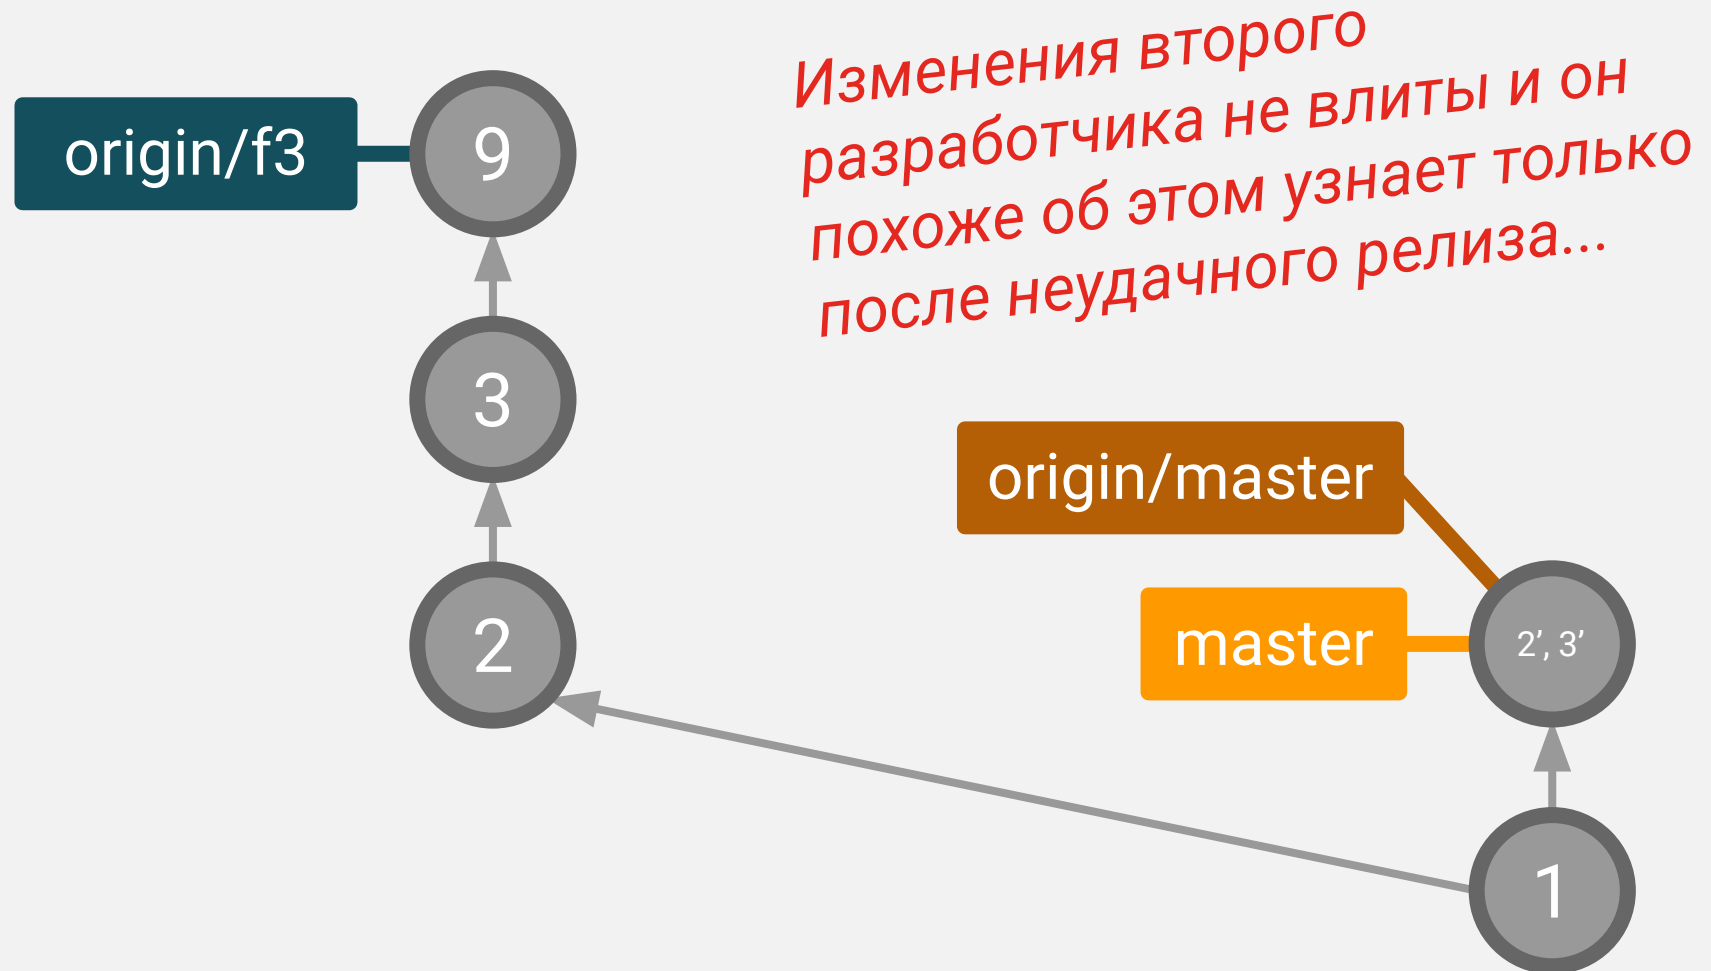 Изменения второго
разработчика не влиты и он
похоже об этом узнает только
после неудачного релиза...
origin/f3
9
3
origin/master
2
master
2’, 3’
1